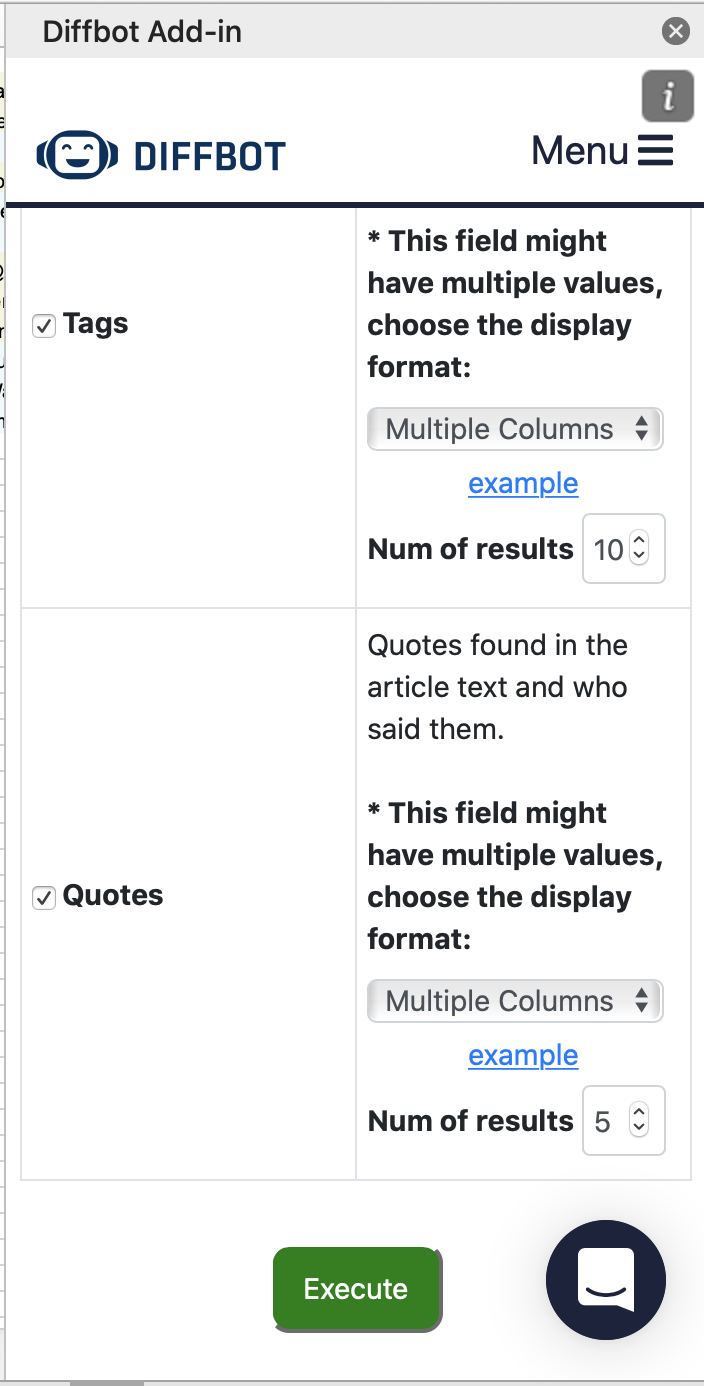 Diffbot Add-in
i
DIFFBOT
Menu
* This field might
have multiple values,
choose the display
format:
Tags
Multiple Columns
example
Num of results 10
Quotes found in the
article text and who
said them.
* This field might
have multiple values,
choose the display
format:
Quotes
Multiple Columns
example
Num of results 5
Execute